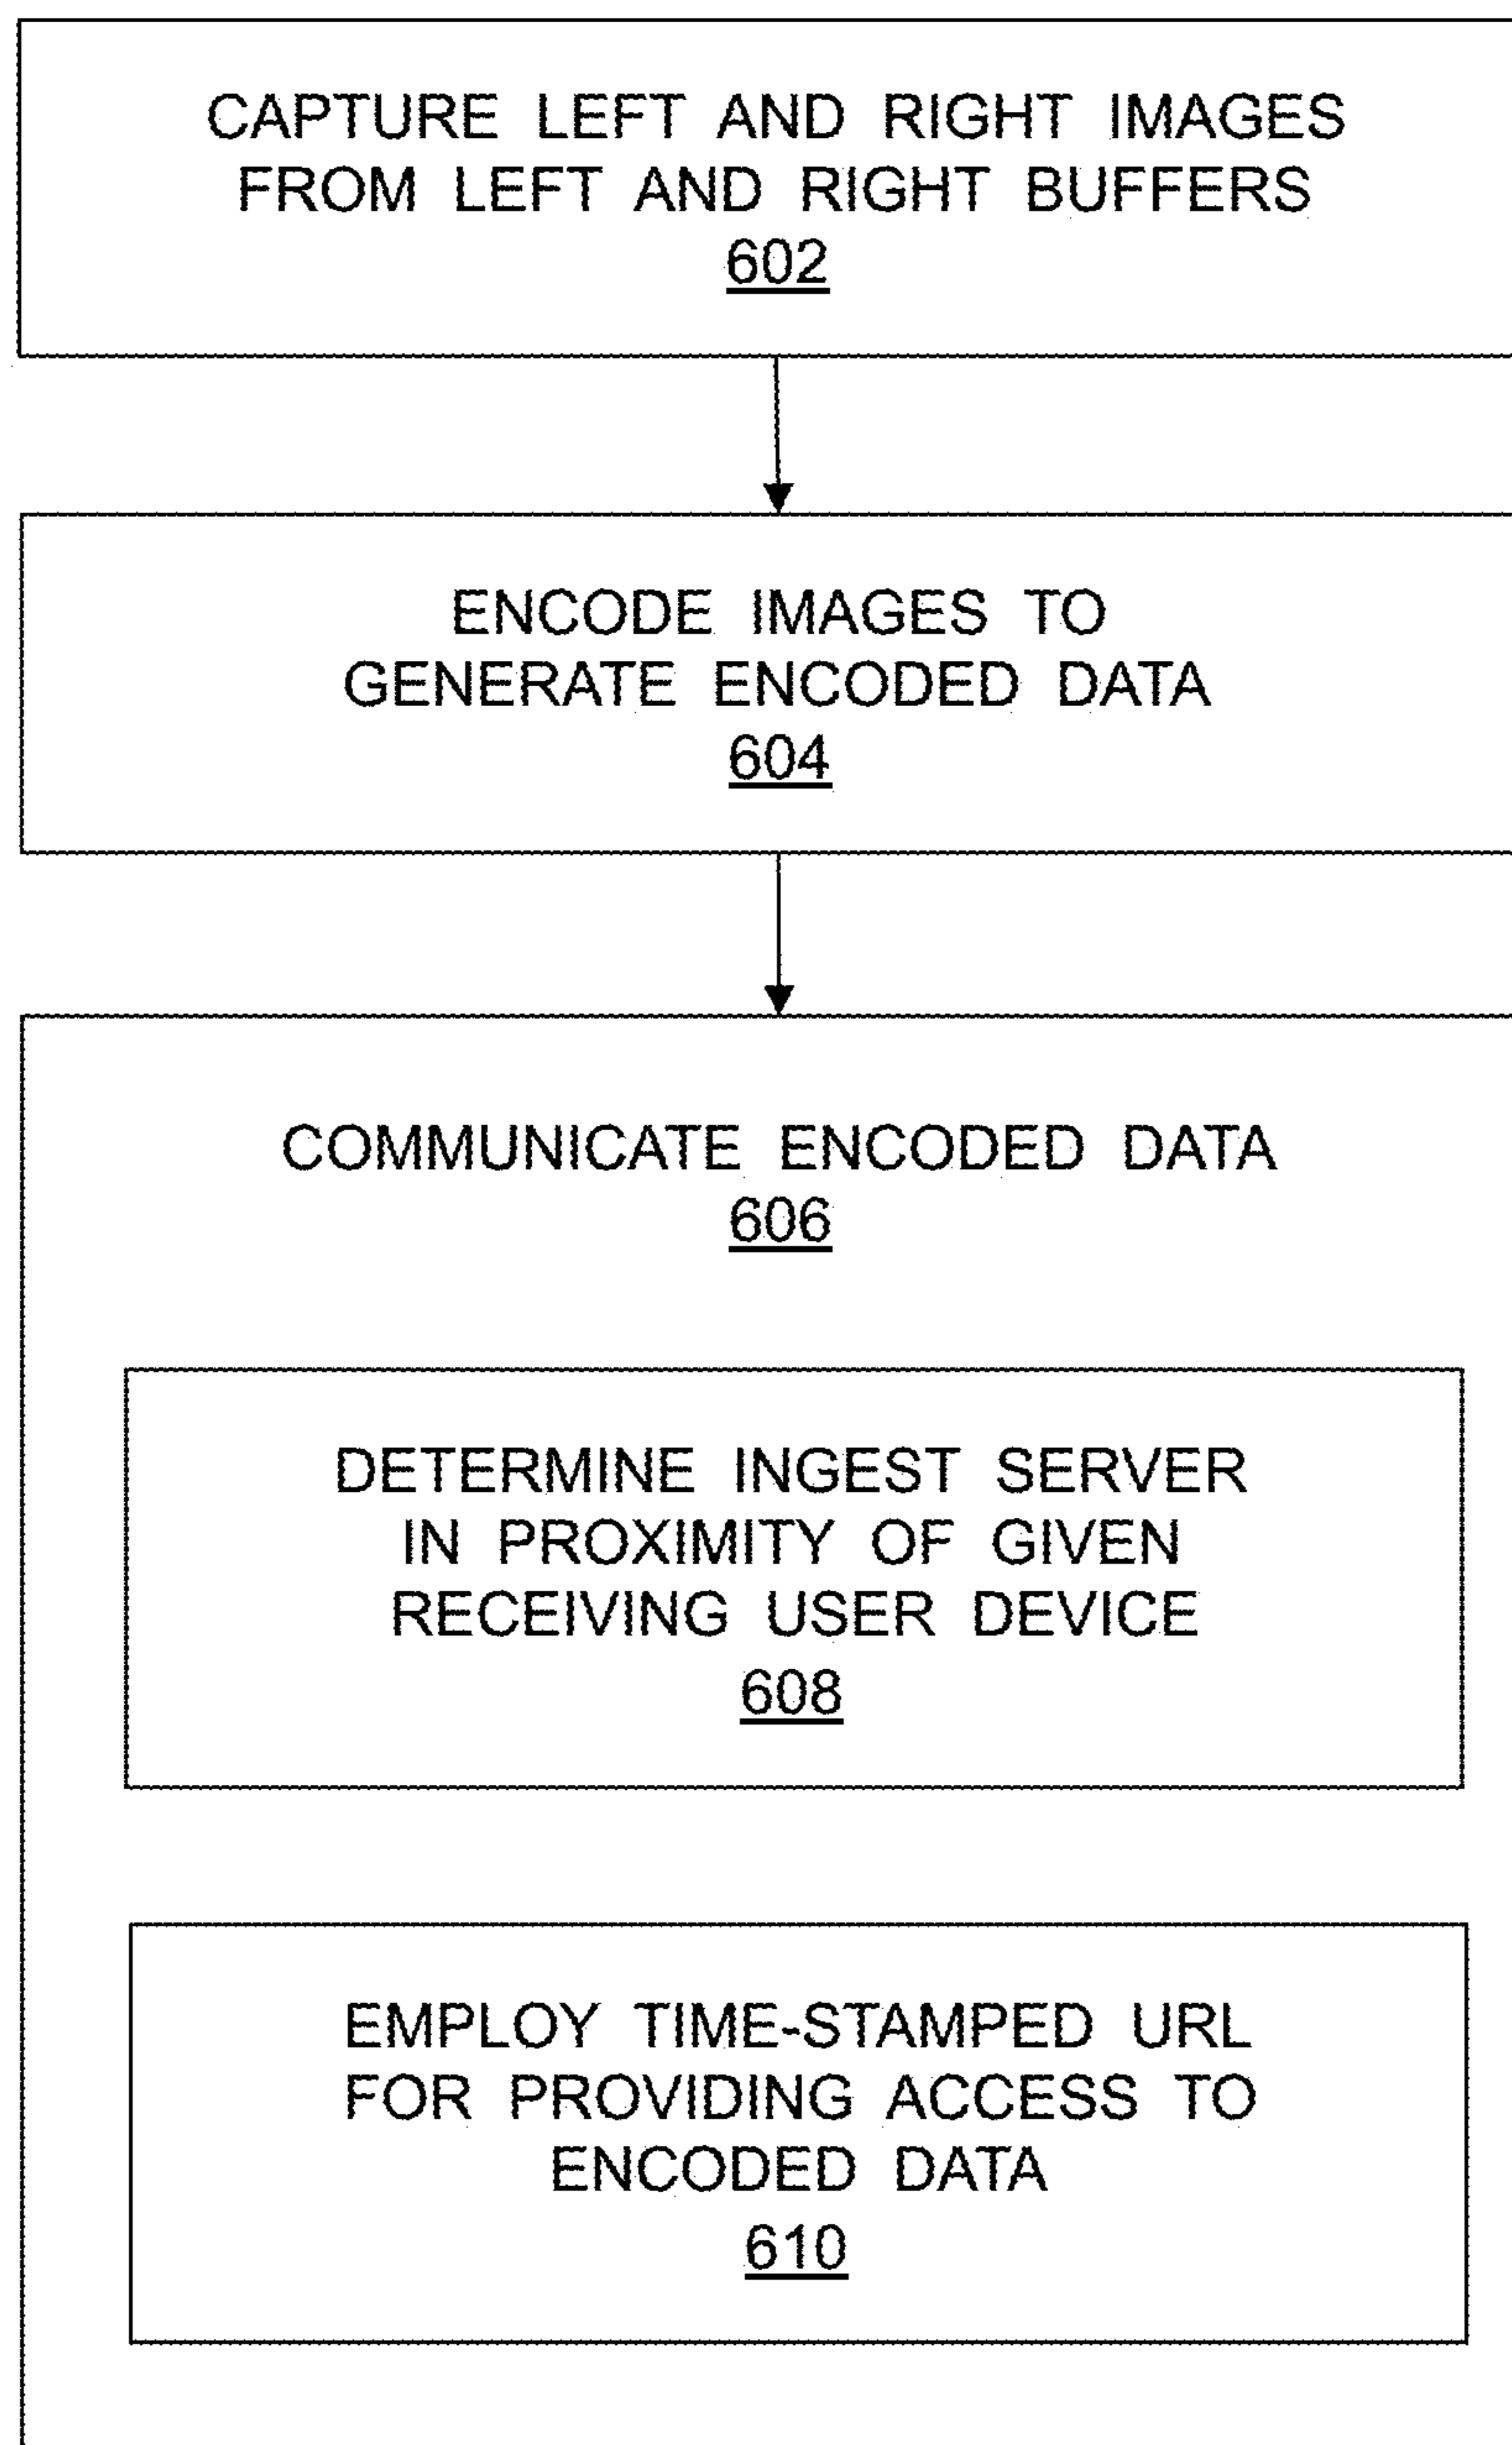 CAPTURE LEFT AND RIGHT IMAGES
FROM LEFT AND RIGHT BUFFERS
602
ENCODE IMAGES TO
GENERATE ENCODED DATA
604
COMMUNICATE ENCODED DATA
606
DETERMINE INGEST SERVER
IN PROXIMITY OF GIVEN
RECEIVING USER DEVICE
608
EMPLOY TIME-STAMPED URL
FOR PROVIDING ACCESS TO
ENCODED DATA
610